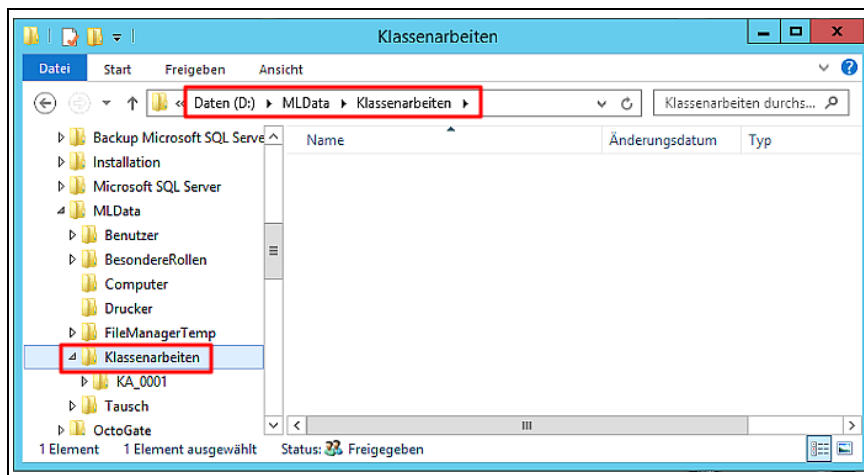 Klassenarbeiten
Datei Start Freigeben Ansicht
« Daten (D:) MLData Klassenarbeiten Klassenarbeiten durchs...
Backup Microsoft SQL Serve Name Änderungsdatum Typ
Installation
Microsoft SQL Server
MLData
Benutzer
BesondereRollen
Computer
Drucker
FileManagerTemp
Klassenarbeiten
KA_0001
Tausch
OctoGate
1 Element 1 Element ausgewählt Status: Freigegeben